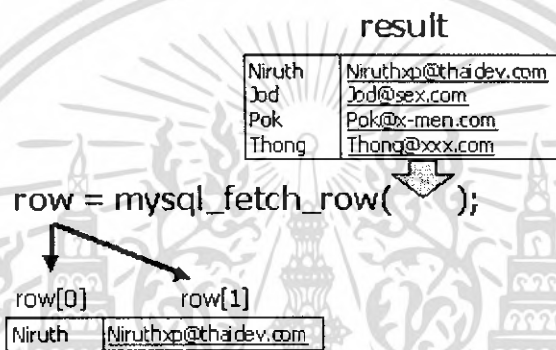 result
Niruth Niruthxp@thaidev.com
Jod Jod@sex.com
Pok Pok@x-men.com
Thong Thong@xxx.com
row = mysql_fetch_row( );
row[0] row[1]
Niruth Niruthxp@thaidev.com